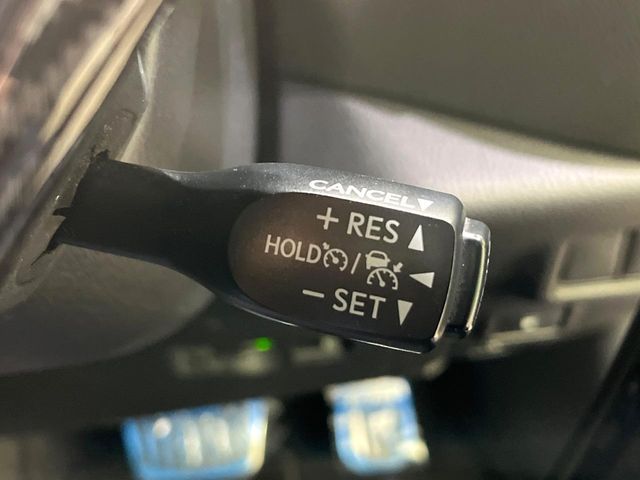 CANCEL▼
+ RES ▲
HOLD / ◀
− SET ▼